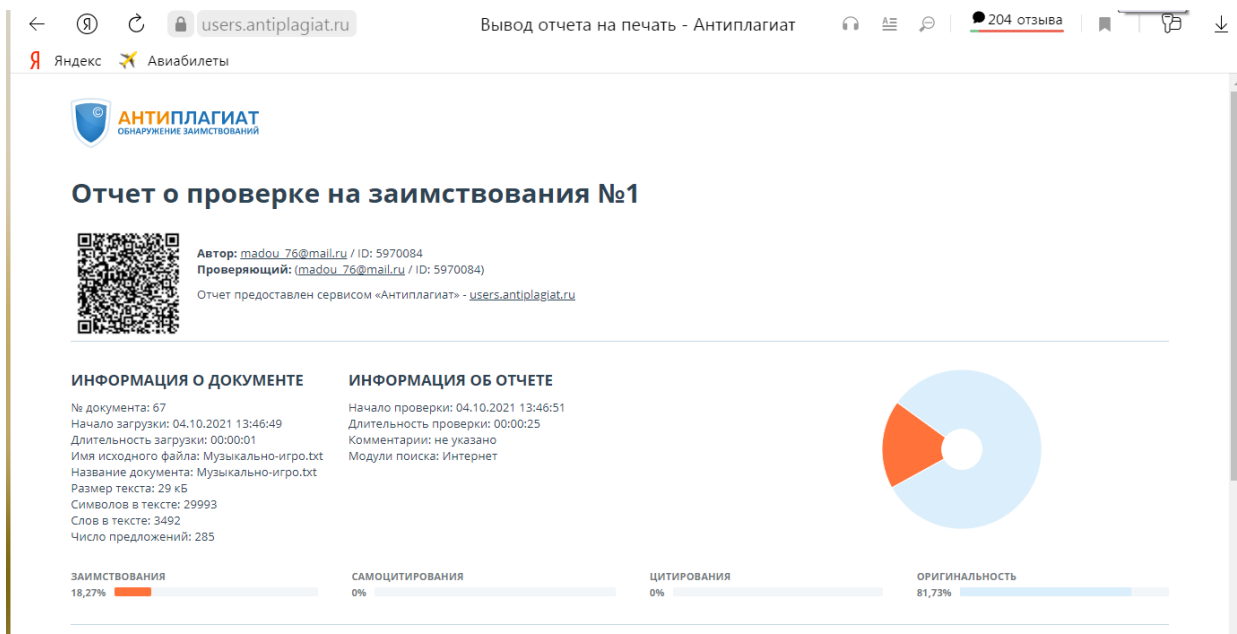 users.antiplagiat.ru
Вывод отчета на печать - Антиплагиат
204 отзыва
Я Яндекс Авиабилеты
АНТИПЛАГИАТ
ОБНАРУЖЕНИЕ ЗАИМСТВОВАНИЙ
Отчет о проверке на заимствования №1
Автор: madou_76@mail.ru / ID: 5970084
Проверяющий: (madou_76@mail.ru / ID: 5970084)
Отчет предоставлен сервисом «Антиплагиат» - users.antiplagiat.ru
ИНФОРМАЦИЯ О ДОКУМЕНТЕ
№ документа: 67
Начало загрузки: 04.10.2021 13:46:49
Длительность загрузки: 00:00:01
Имя исходного файла: Музыкально-игро.txt
Название документа: Музыкально-игро.txt
Размер текста: 29 кБ
Символов в тексте: 29993
Слов в тексте: 3492
Число предложений: 285
ИНФОРМАЦИЯ ОБ ОТЧЕТЕ
Начало проверки: 04.10.2021 13:46:51
Длительность проверки: 00:00:25
Комментарии: не указано
Модули поиска: Интернет
ЗАИМСТВОВАНИЯ
18,27%
САМОЦИТИРОВАНИЯ
0%
ЦИТИРОВАНИЯ
0%
ОРИГИНАЛЬНОСТЬ
81,73%